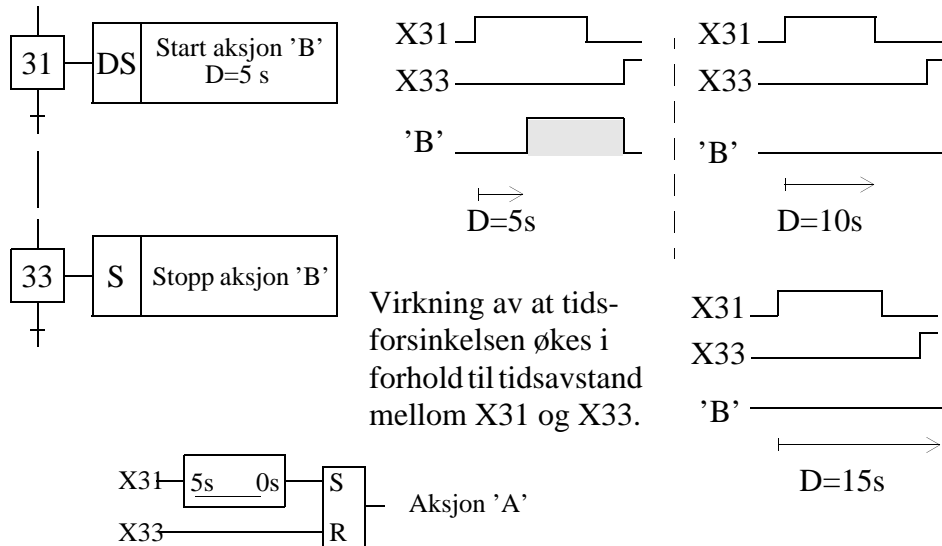 31
DS
Start aksjon ’B’
D=5 s
33
S
Stopp aksjon ’B’
X31
X33
’B’
D=5s
X31
X33
’B’
D=10s
Virkning av at tids-
forsinkelsen økes i
forhold til tidsavstand
mellom X31 og X33.
X31
X33
’B’
D=15s
X31
5s 0s
S
X33
R
Aksjon ’A’